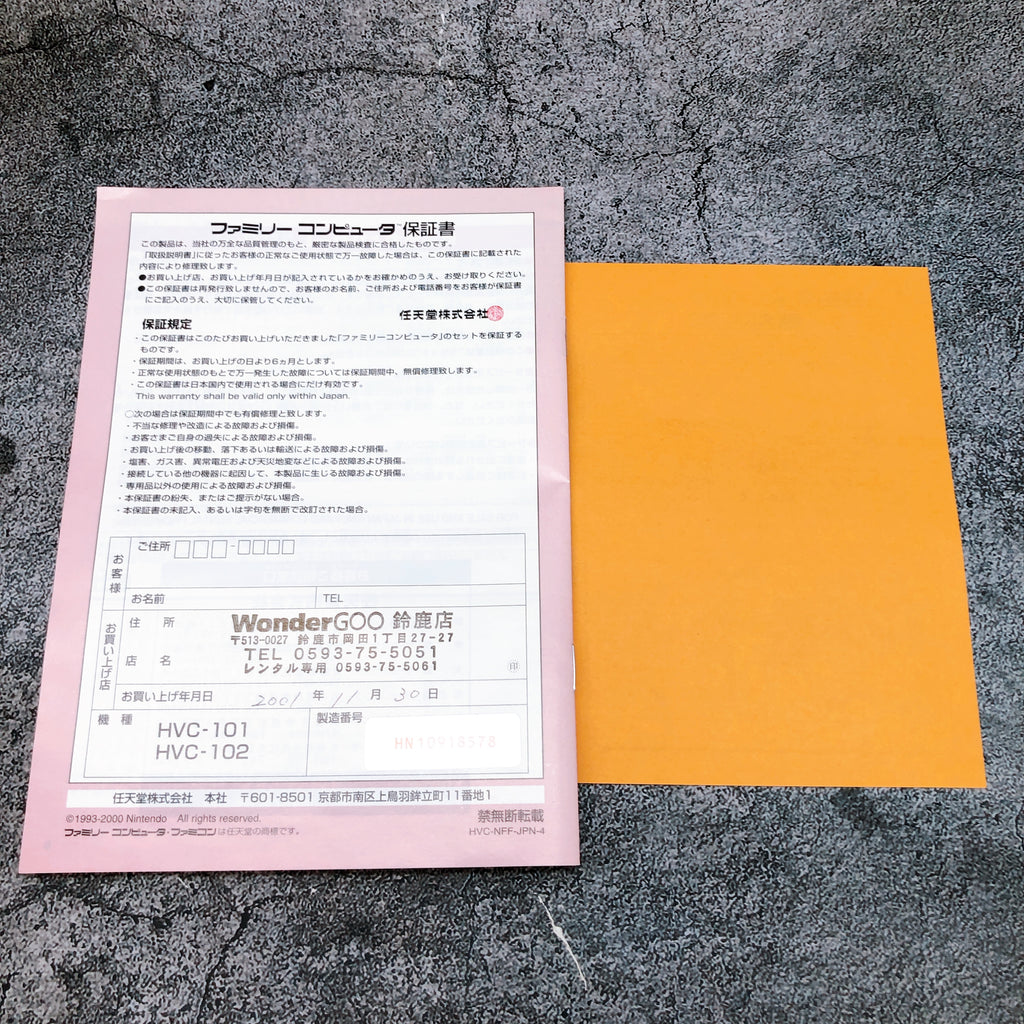 ファミリー コンピュータ™保証書
この製品は、当社の万全な品質管理のもと、厳密な製品検査に合格したものです。
「取扱説明書」に従ったお客様の正常なご使用状態で万一故障した場合は、この保証書に記載された
内容により修理致します。
●お買い上げ店、お買い上げ年月日が記入されているかをお確かめのうえ、お受け取りください。
●この保証書は再発行致しませんので、お客様のお名前、ご住所および電話番号をお客様が保証書
にご記入のうえ、大切に保管してください。
任天堂株式会社
保証規定
・この保証書はこのたびお買い上げいただきました「ファミリーコンピュータ」のセットを保証する
ものです。
・保証期間は、お買い上げの日より6ヵ月とします。
・正常な使用状態のもとで万一発生した故障については保証期間中、無償修理致します。
・この保証書は日本国内で使用される場合にだけ有効です。
This warranty shall be valid only within Japan.
○次の場合は保証期間中でも有償修理と致します。
・不当な修理や改造による故障および損傷。
・お客さまご自身の過失による故障および損傷。
・お買い上げ後の移動、落下あるいは輸送による故障および損傷。
・塩害、ガス害、異常電圧および天災地変などによる故障および損傷。
・接続している他の機器に起因して、本製品に生じる故障および損傷。
・専用品以外の使用による故障および損傷。
・本保証書の紛失、またはご提示がない場合。
・本保証書の未記入、あるいは字句を無断で改訂された場合。
お客様
ご住所 □□□-□□□□
お名前 TEL
お買い上げ店
住所
店名
WonderGOO 鈴鹿店
〒513-0027 鈴鹿市岡田1丁目27-27
TEL 0593-75-5051
レンタル専用 0593-75-5061
印
お買い上げ年月日 2001 年 11 月 30 日
機種 HVC-101
HVC-102
製造番号
HN10918578
任天堂株式会社 本社 〒601-8501 京都市南区上鳥羽鉾立町11番地1
©1993-2000 Nintendo All rights reserved.
ファミリー コンピュータ・ファミコンは任天堂の商標です。
禁無断転載
HVC-NFF-JPN-4